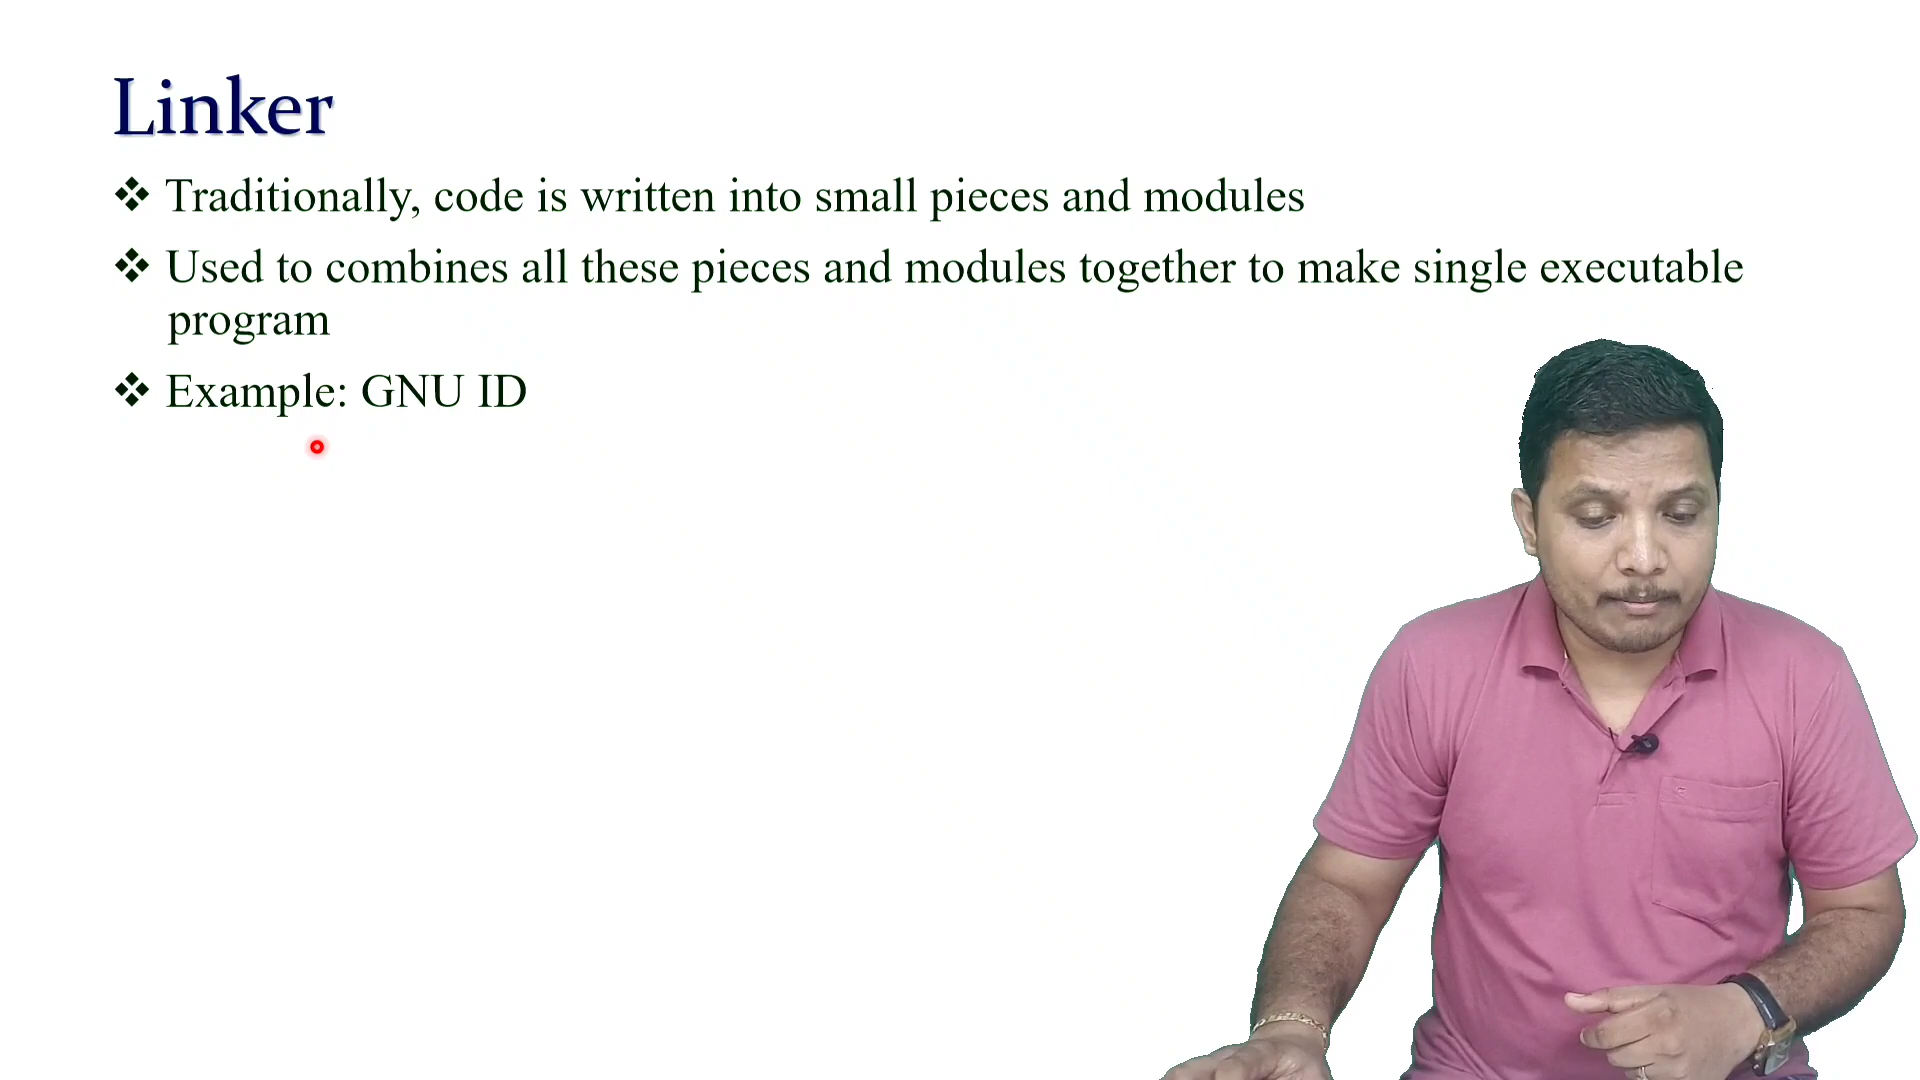 Linker
❖ Traditionally, code is written into small pieces and modules
❖ Used to combines all these pieces and modules together to make single executable
program
❖ Example: GNU ID